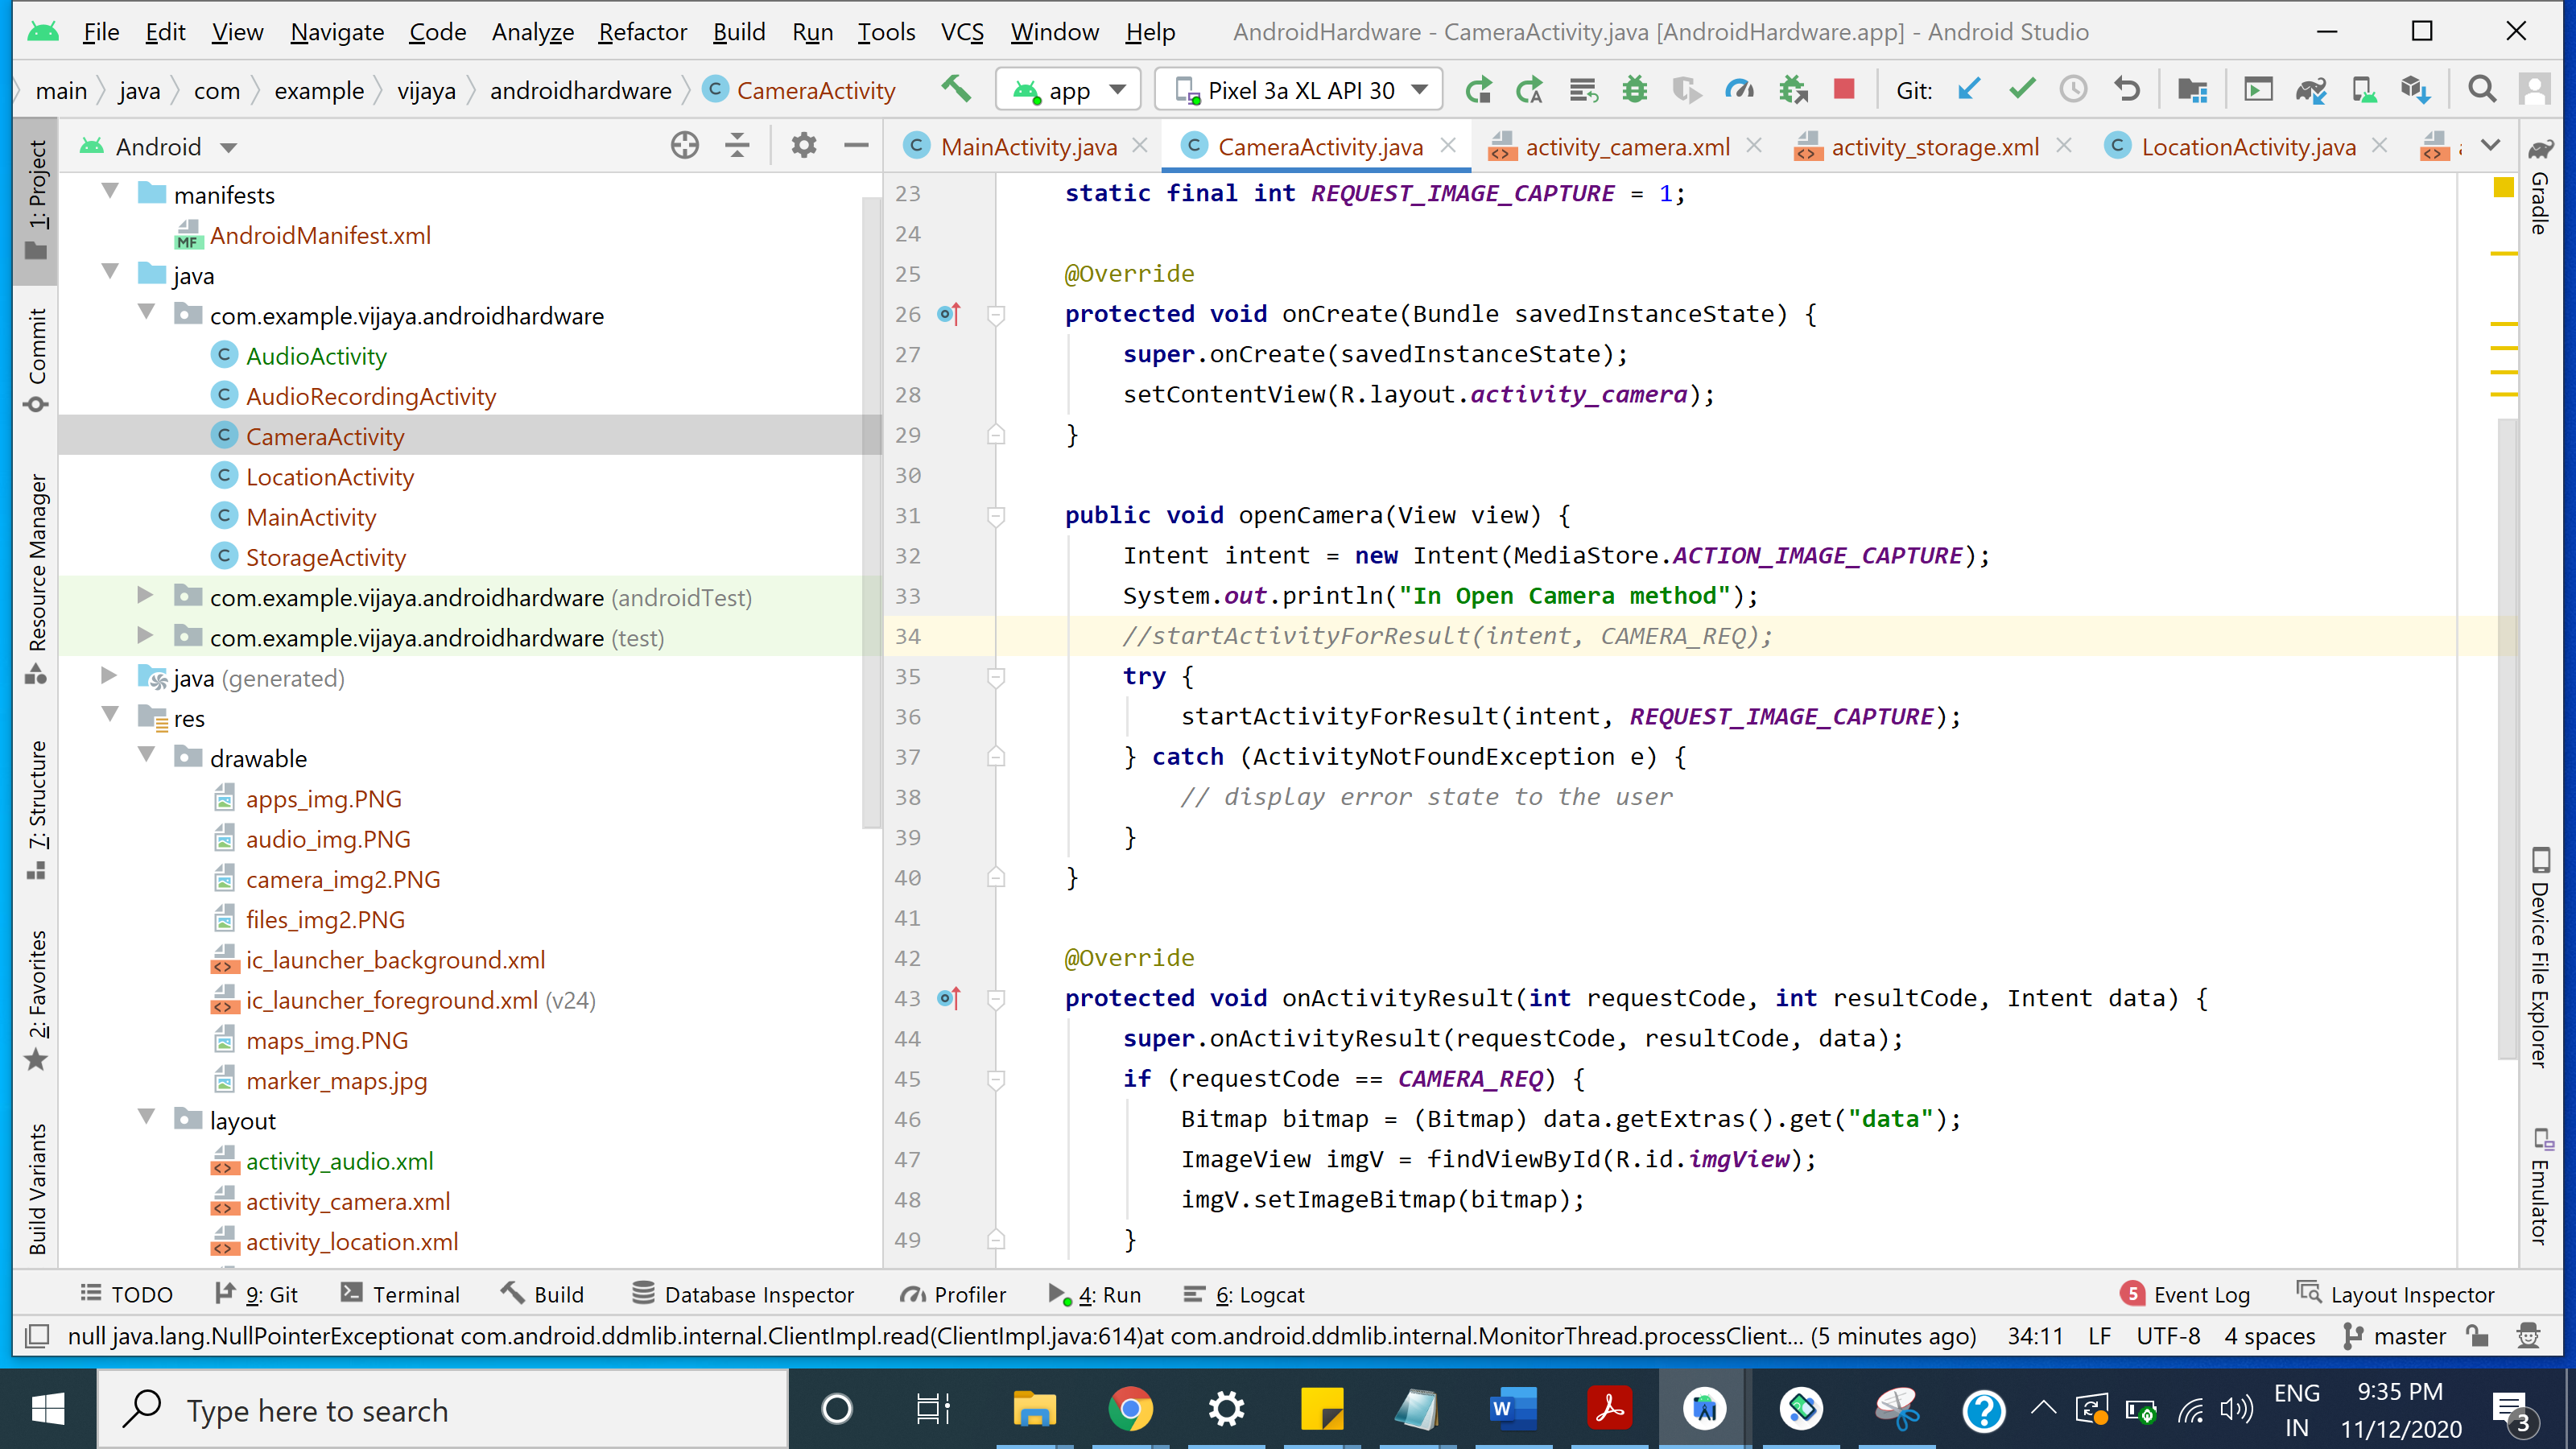 File Edit View Navigate Code Analyze Refactor Build Run Tools VCS Window Help AndroidHardware - CameraActivity.java [AndroidHardware.app] - Android Studio
main java com example vijaya androidhardware C CameraActivity app Pixel 3a XL API 30 Git:
Android
C MainActivity.java C CameraActivity.java activity_camera.xml activity_storage.xml C LocationActivity.java
1: Project
Commit
Resource Manager
7: Structure
2: Favorites
Build Variants
manifests
MF AndroidManifest.xml
java
com.example.vijaya.androidhardware
C AudioActivity
C AudioRecordingActivity
C CameraActivity
C LocationActivity
C MainActivity
C StorageActivity
com.example.vijaya.androidhardware (androidTest)
com.example.vijaya.androidhardware (test)
java (generated)
res
drawable
apps_img.PNG
audio_img.PNG
camera_img2.PNG
files_img2.PNG
ic_launcher_background.xml
ic_launcher_foreground.xml (v24)
maps_img.PNG
marker_maps.jpg
layout
activity_audio.xml
activity_camera.xml
activity_location.xml
23 static final int REQUEST_IMAGE_CAPTURE = 1;
24
25 @Override
26 protected void onCreate(Bundle savedInstanceState) {
27 super.onCreate(savedInstanceState);
28 setContentView(R.layout.activity_camera);
29 }
30
31 public void openCamera(View view) {
32 Intent intent = new Intent(MediaStore.ACTION_IMAGE_CAPTURE);
33 System.out.println("In Open Camera method");
34 //startActivityForResult(intent, CAMERA_REQ);
35 try {
36 startActivityForResult(intent, REQUEST_IMAGE_CAPTURE);
37 } catch (ActivityNotFoundException e) {
38 // display error state to the user
39 }
40 }
41
42 @Override
43 protected void onActivityResult(int requestCode, int resultCode, Intent data) {
44 super.onActivityResult(requestCode, resultCode, data);
45 if (requestCode == CAMERA_REQ) {
46 Bitmap bitmap = (Bitmap) data.getExtras().get("data");
47 ImageView imgV = findViewById(R.id.imgView);
48 imgV.setImageBitmap(bitmap);
49 }
Gradle
Device File Explorer
Emulator
TODO 9: Git Terminal Build Database Inspector Profiler 4: Run 6: Logcat 5 Event Log Layout Inspector
null java.lang.NullPointerExceptionat com.android.ddmlib.internal.ClientImpl.read(ClientImpl.java:614)at com.android.ddmlib.internal.MonitorThread.processClient... (5 minutes ago) 34:11 LF UTF-8 4 spaces master
Type here to search
ENG
IN
9:35 PM
11/12/2020
3